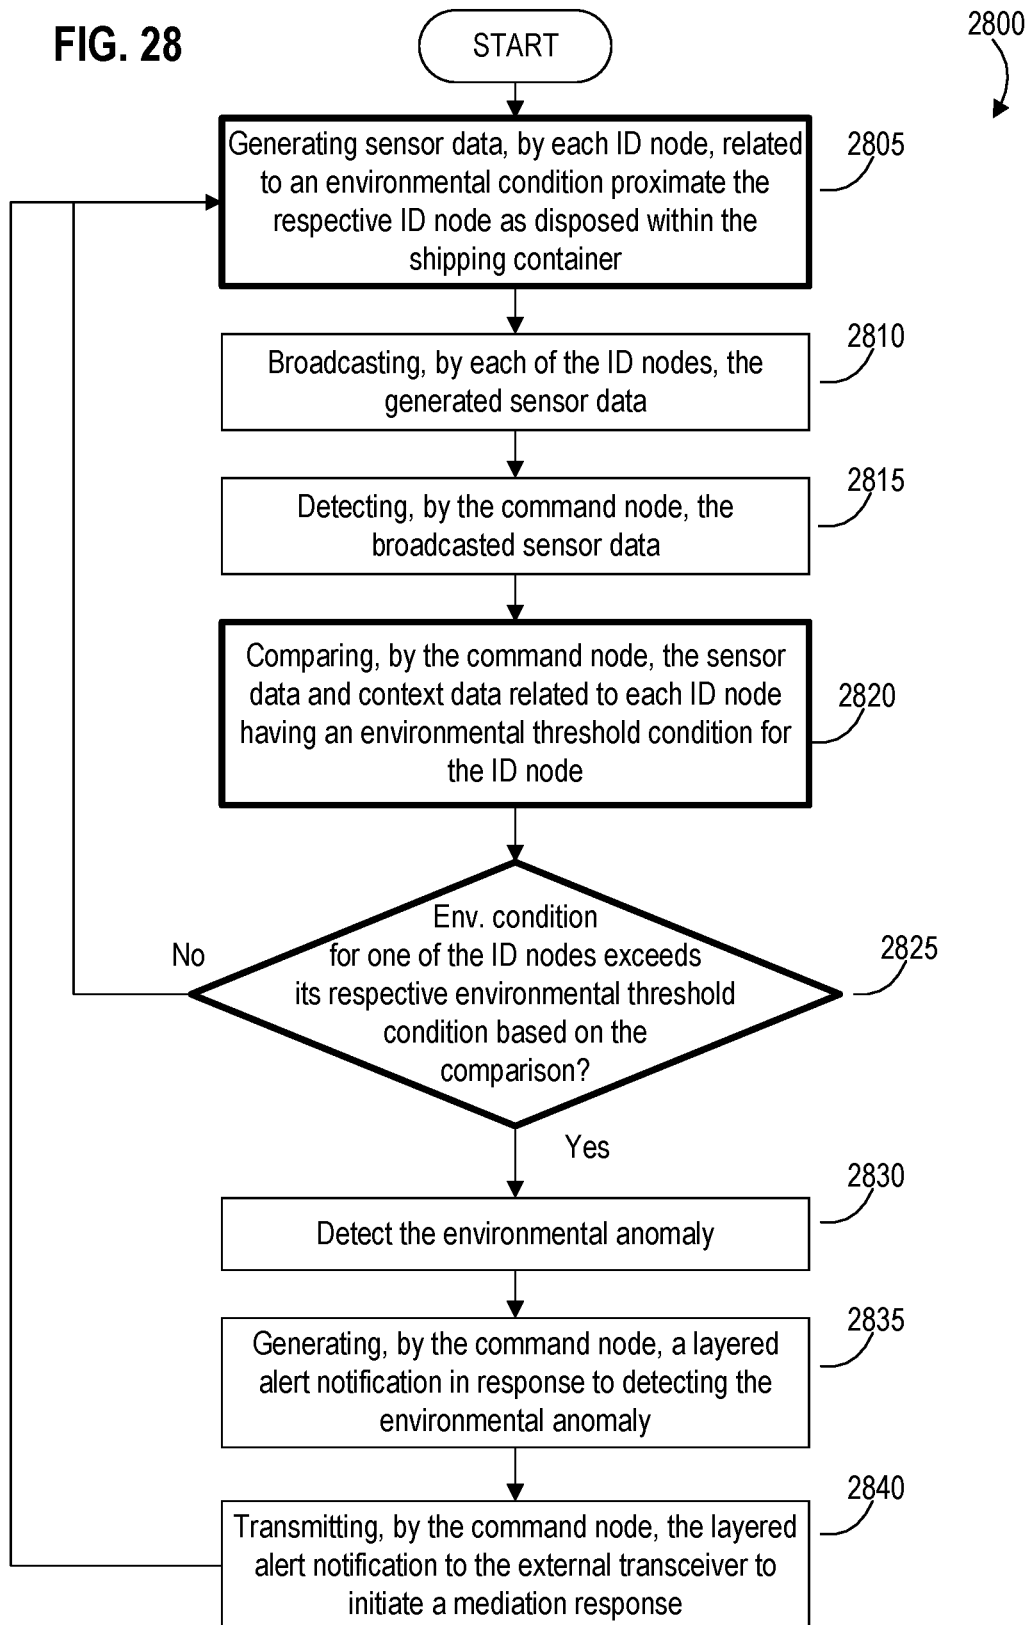 FIG. 28
START
2800
Generating sensor data, by each ID node, related
to an environmental condition proximate the
respective ID node as disposed within the
shipping container
2805
Broadcasting, by each of the ID nodes, the
generated sensor data
2810
Detecting, by the command node, the
broadcasted sensor data
2815
Comparing, by the command node, the sensor
data and context data related to each ID node
having an environmental threshold condition for
the ID node
2820
Env. condition
for one of the ID nodes exceeds
its respective environmental threshold
condition based on the
comparison?
No
2825
Yes
Detect the environmental anomaly
2830
Generating, by the command node, a layered
alert notification in response to detecting the
environmental anomaly
2835
Transmitting, by the command node, the layered
alert notification to the external transceiver to
initiate a mediation response
2840